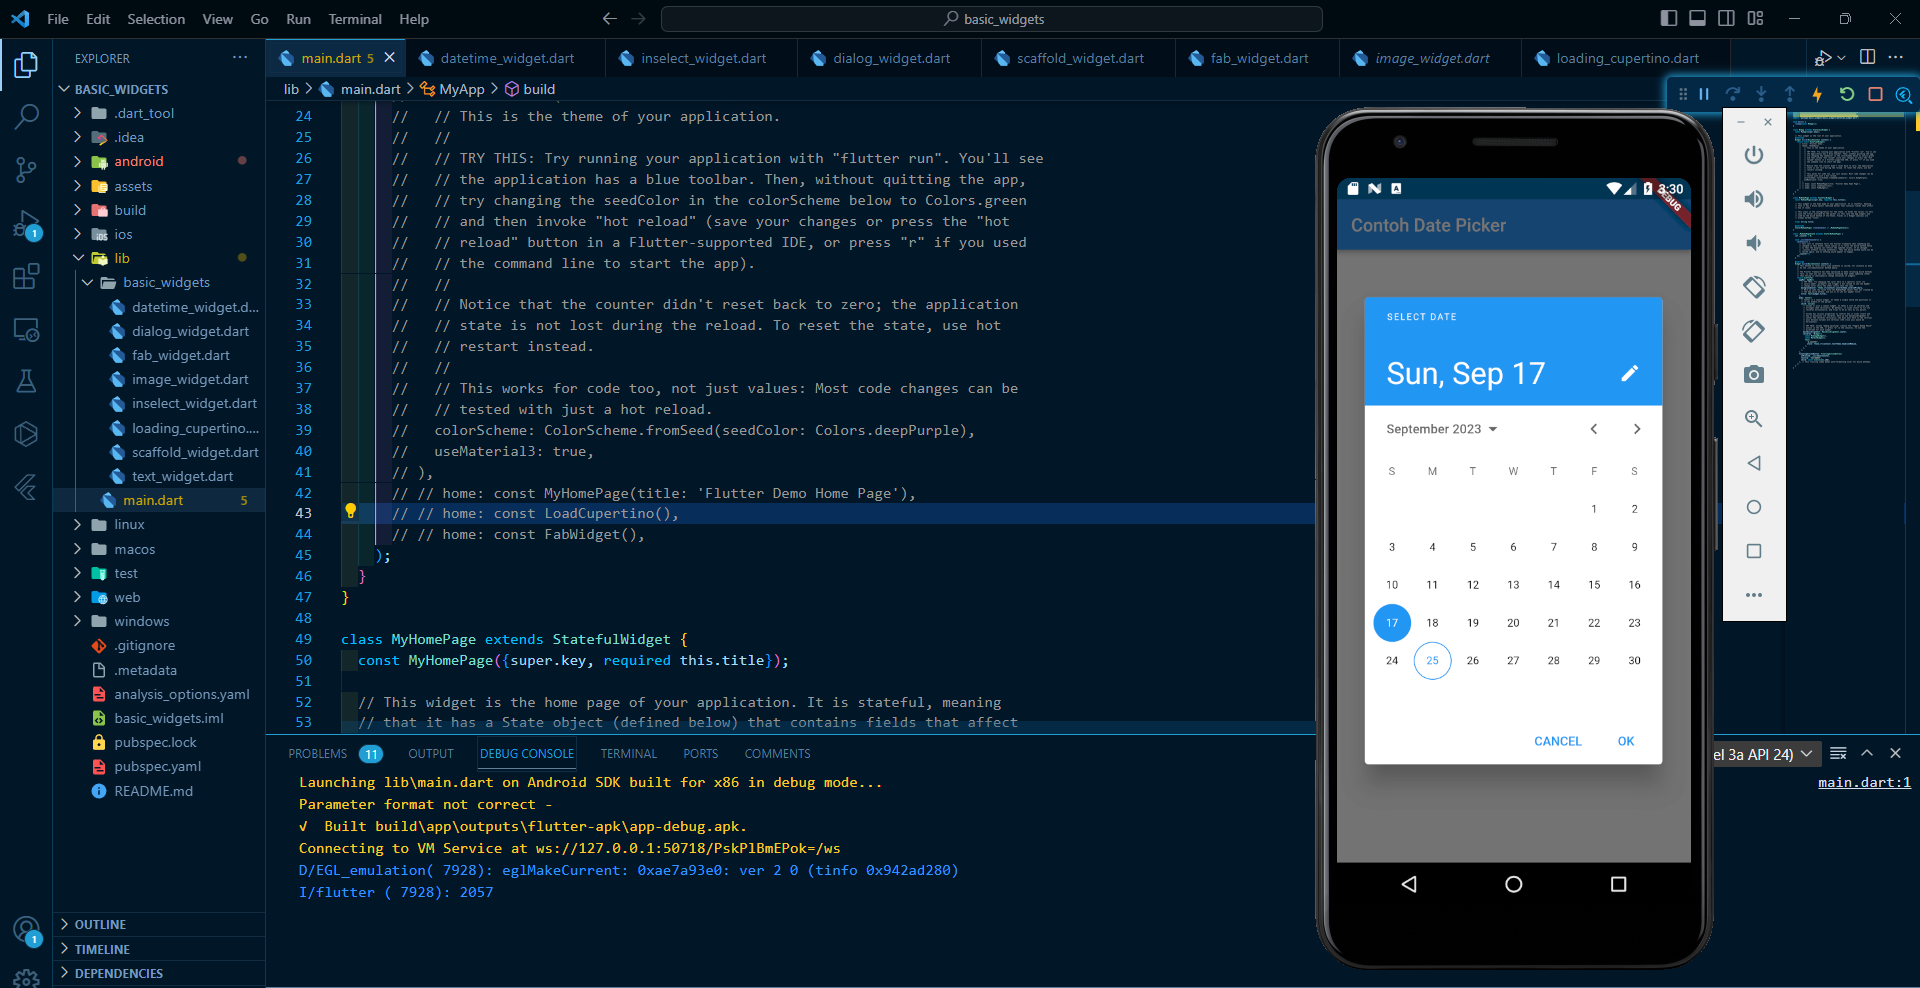 File Edit Selection View Go Run Terminal Help
basic_widgets
EXPLORER
BASIC_WIDGETS
.dart_tool
.idea
android
assets
build
ios
lib
basic_widgets
datetime_widget.d...
dialog_widget.dart
fab_widget.dart
image_widget.dart
inselect_widget.dart
loading_cupertino....
scaffold_widget.dart
text_widget.dart
main.dart 5
linux
macos
test
web
windows
.gitignore
.metadata
analysis_options.yaml
basic_widgets.iml
pubspec.lock
pubspec.yaml
README.md
OUTLINE
TIMELINE
DEPENDENCIES
1
1
main.dart 5 datetime_widget.dart inselect_widget.dart dialog_widget.dart scaffold_widget.dart fab_widget.dart image_widget.dart loading_cupertino.dart
lib > main.dart > MyApp > build
24 // // This is the theme of your application.
25 // //
26 // // TRY THIS: Try running your application with "flutter run". You'll see
27 // // the application has a blue toolbar. Then, without quitting the app,
28 // // try changing the seedColor in the colorScheme below to Colors.green
29 // // and then invoke "hot reload" (save your changes or press the "hot
30 // // reload" button in a Flutter-supported IDE, or press "r" if you used
31 // // the command line to start the app).
32 // //
33 // // Notice that the counter didn't reset back to zero; the application
34 // // state is not lost during the reload. To reset the state, use hot
35 // // restart instead.
36 // //
37 // // This works for code too, not just values: Most code changes can be
38 // // tested with just a hot reload.
39 // colorScheme: ColorScheme.fromSeed(seedColor: Colors.deepPurple),
40 // useMaterial3: true,
41 // ),
42 // // home: const MyHomePage(title: 'Flutter Demo Home Page'),
43 // // home: const LoadCupertino(),
44 // // home: const FabWidget(),
45 );
46 }
47 }
48
49 class MyHomePage extends StatefulWidget {
50 const MyHomePage({super.key, required this.title});
51
52 // This widget is the home page of your application. It is stateful, meaning
53 // that it has a State object (defined below) that contains fields that affect
PROBLEMS 11 OUTPUT DEBUG CONSOLE TERMINAL PORTS COMMENTS
el 3a API 24)
Launching lib\main.dart on Android SDK built for x86 in debug mode...
main.dart:1
Parameter format not correct -
√ Built build\app\outputs\flutter-apk\app-debug.apk.
Connecting to VM Service at ws://127.0.0.1:50718/PskPlBmEPok=/ws
D/EGL_emulation( 7928): eglMakeCurrent: 0xae7a93e0: ver 2 0 (tinfo 0x942ad280)
I/flutter ( 7928): 2057
3:30
DEBUG
Contoh Date Picker
SELECT DATE
Sun, Sep 17
September 2023
S M T W T F S
1 2
3 4 5 6 7 8 9
10 11 12 13 14 15 16
17 18 19 20 21 22 23
24 25 26 27 28 29 30
CANCEL OK